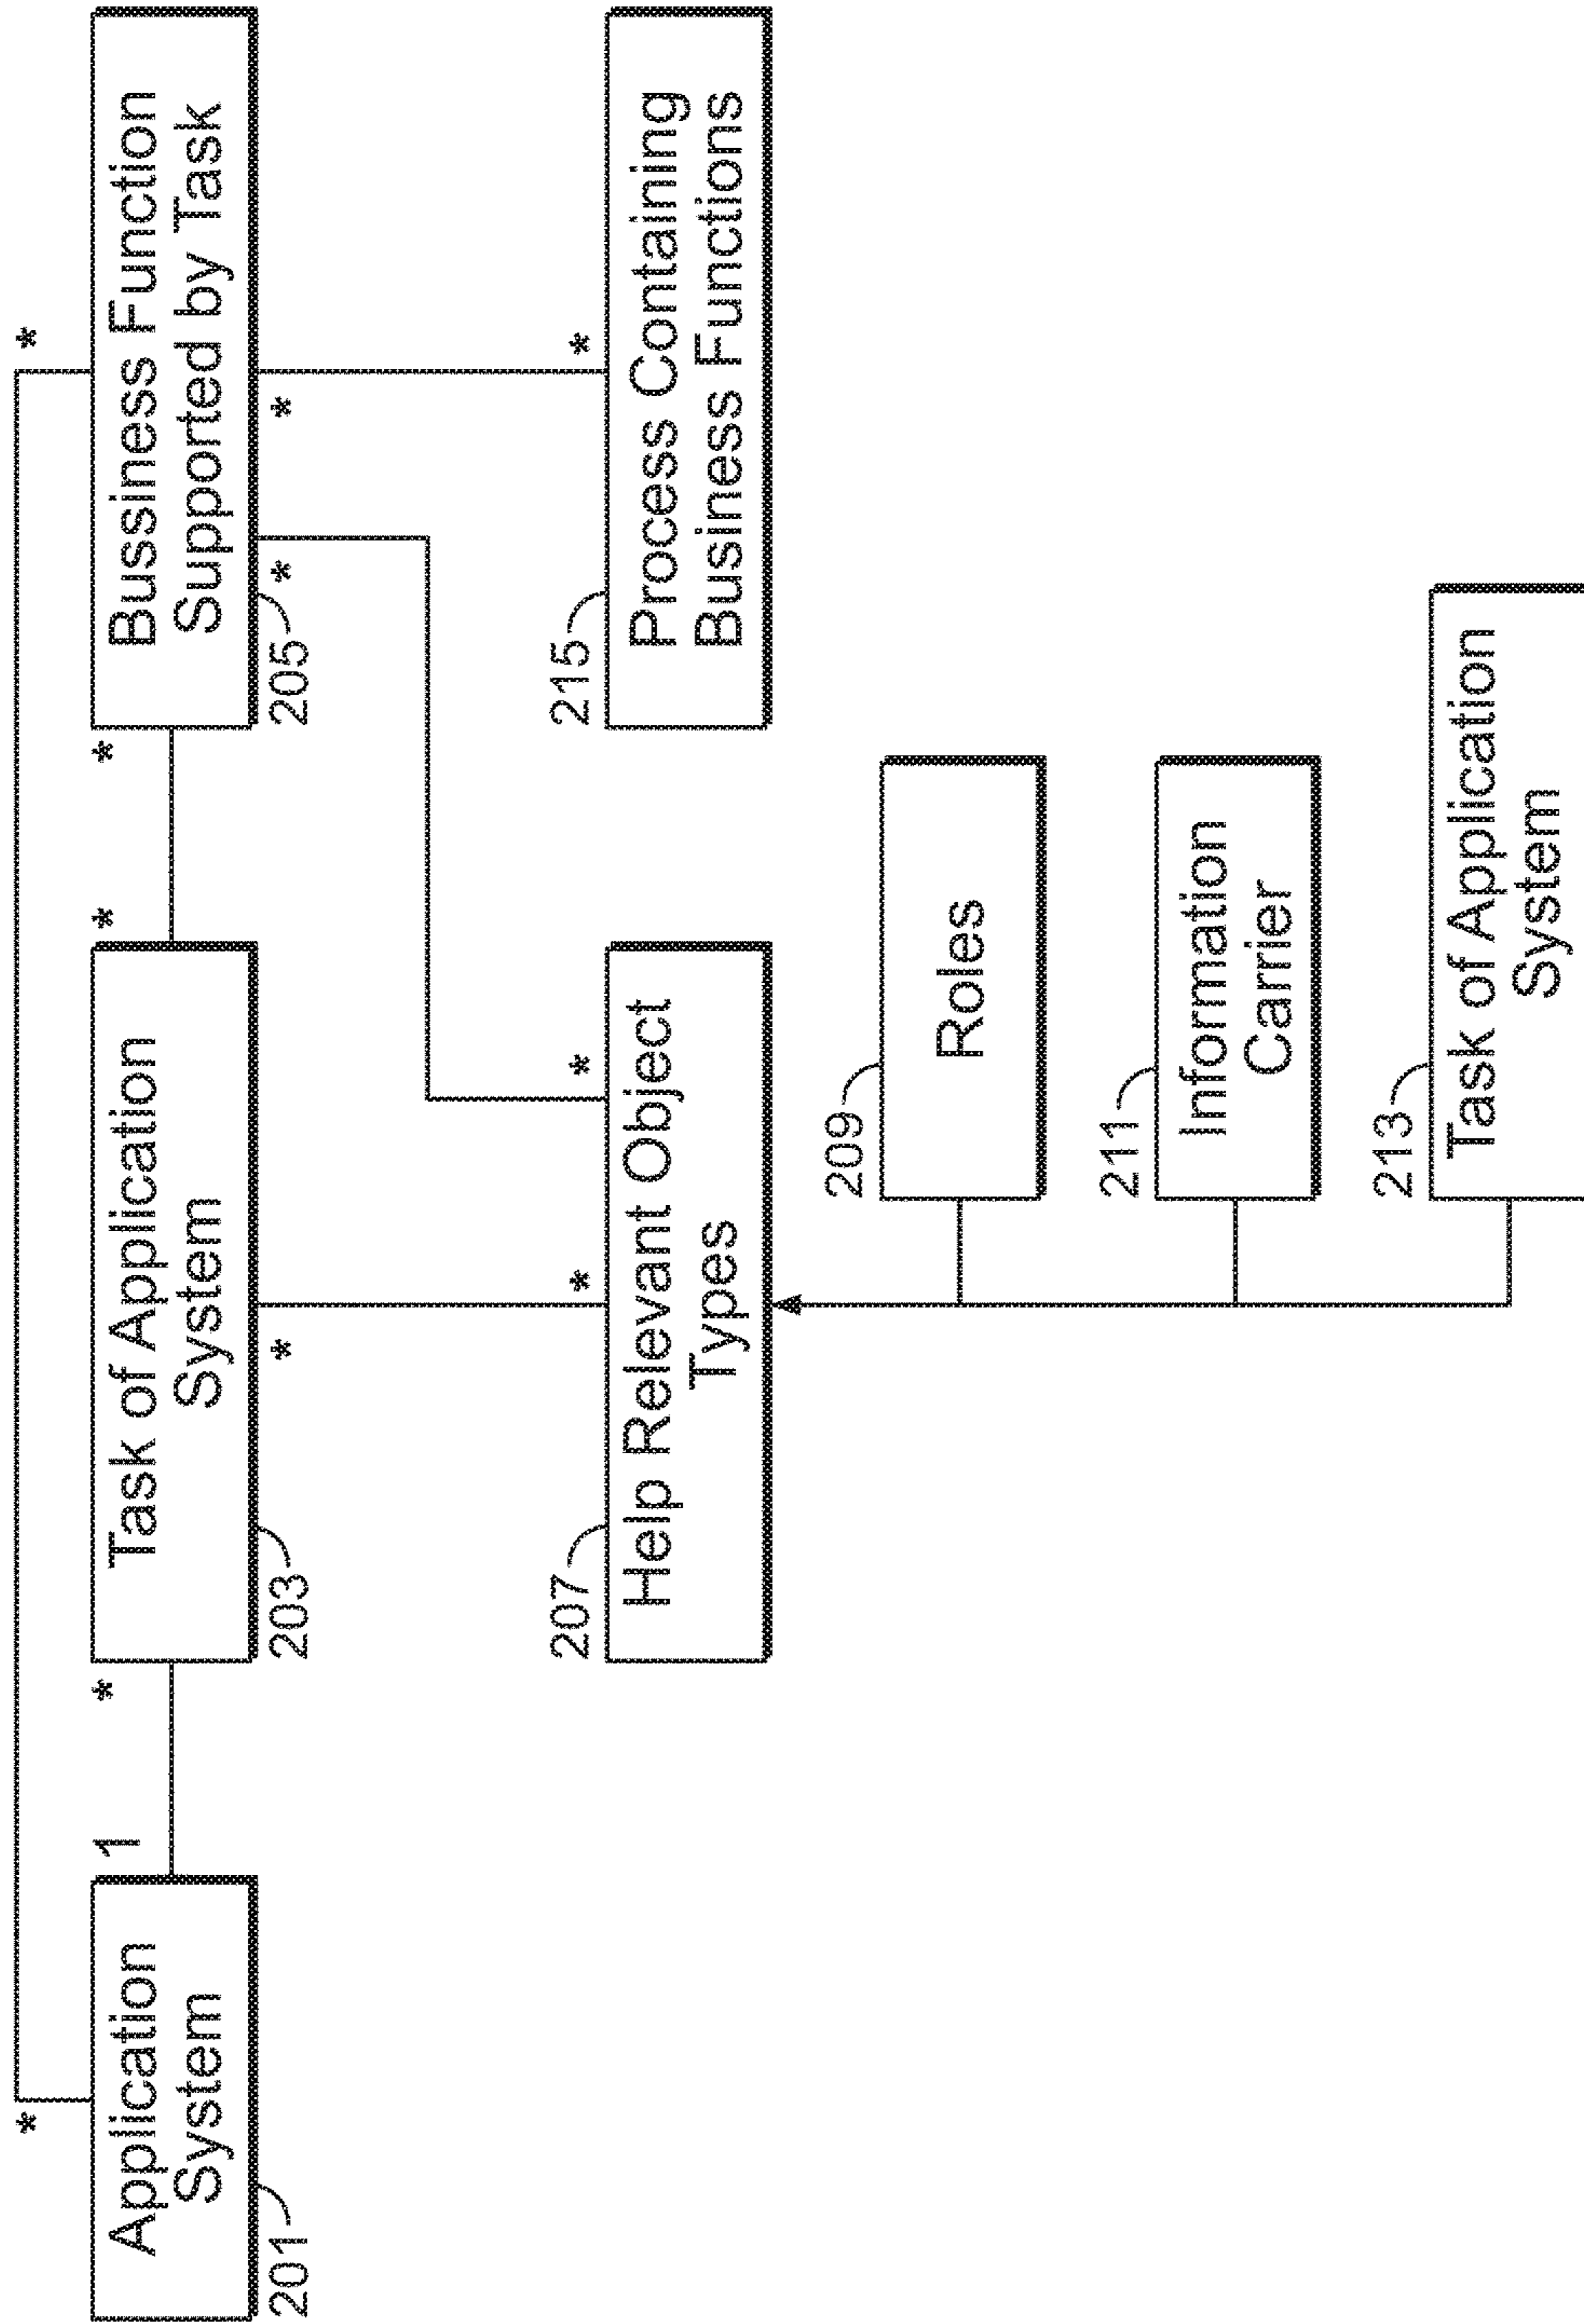 *
*
Application
System
201
1
*
Task of Application
System
203
*
*
Bussiness Function
Supported by Task
205
*
*
*
*
*
*
207
Help Relevant Object
Types
215
Process Containing
Business Functions
209
Roles
211
Information
Carrier
213
Task of Application
System